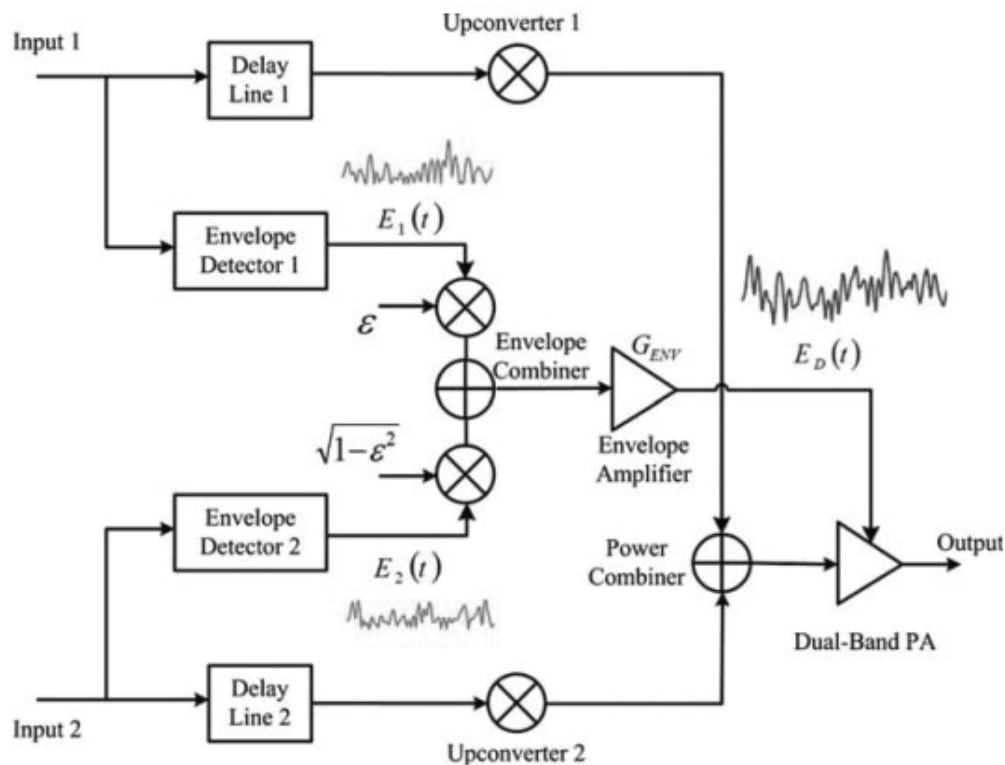 Upconverter 1
Input 1
Delay
Line 1
E₁(t)
Envelope
Detector 1
ε
Envelope
Combiner
G_ENV
E_D(t)
√1−ε²
Envelope
Amplifier
Envelope
Detector 2
E₂(t)
Power
Combiner
Output
Dual-Band PA
Delay
Line 2
Input 2
Upconverter 2